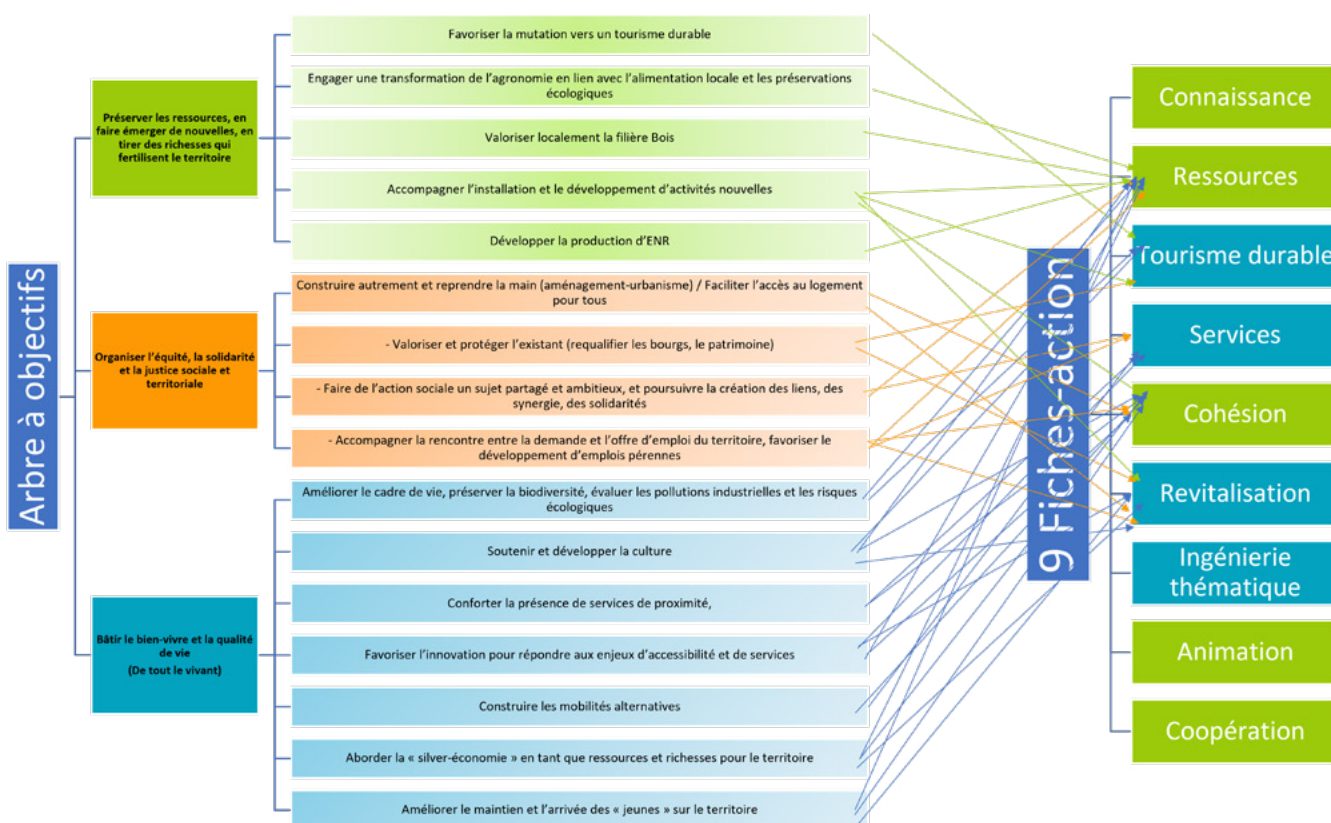 Arbre à objectifs
Préserver les ressources, en
faire émerger de nouvelles, en
tirer des richesses qui
fertilisent le territoire
Favoriser la mutation vers un tourisme durable
Engager une transformation de l'agronomie en lien avec l'alimentation locale et les préservations
écologiques
Valoriser localement la filière Bois
Accompagner l'installation et le développement d'activités nouvelles
Développer la production d'ENR
Organiser l'équité, la solidarité
et la justice sociale et
territoriale
Construire autrement et reprendre la main (aménagement-urbanisme) / Faciliter l'accès au logement
pour tous
- Valoriser et protéger l'existant (requalifier les bourgs, le patrimoine)
- Faire de l'action sociale un sujet partagé et ambitieux, et poursuivre la création des liens, des
synergie, des solidarités
- Accompagner la rencontre entre la demande et l'offre d'emploi du territoire, favoriser le
développement d'emplois pérennes
Bâtir le bien-vivre et la qualité
de vie
(De tout le vivant)
Améliorer le cadre de vie, préserver la biodiversité, évaluer les pollutions industrielles et les risques
écologiques
Soutenir et développer la culture
Conforter la présence de services de proximité,
Favoriser l'innovation pour répondre aux enjeux d'accessibilité et de services
Construire les mobilités alternatives
Aborder la « silver-économie » en tant que ressources et richesses pour le territoire
Améliorer le maintien et l'arrivée des « jeunes » sur le territoire
9 Fiches-action
Connaissance
Ressources
Tourisme durable
Services
Cohésion
Revitalisation
Ingénierie
thématique
Animation
Coopération